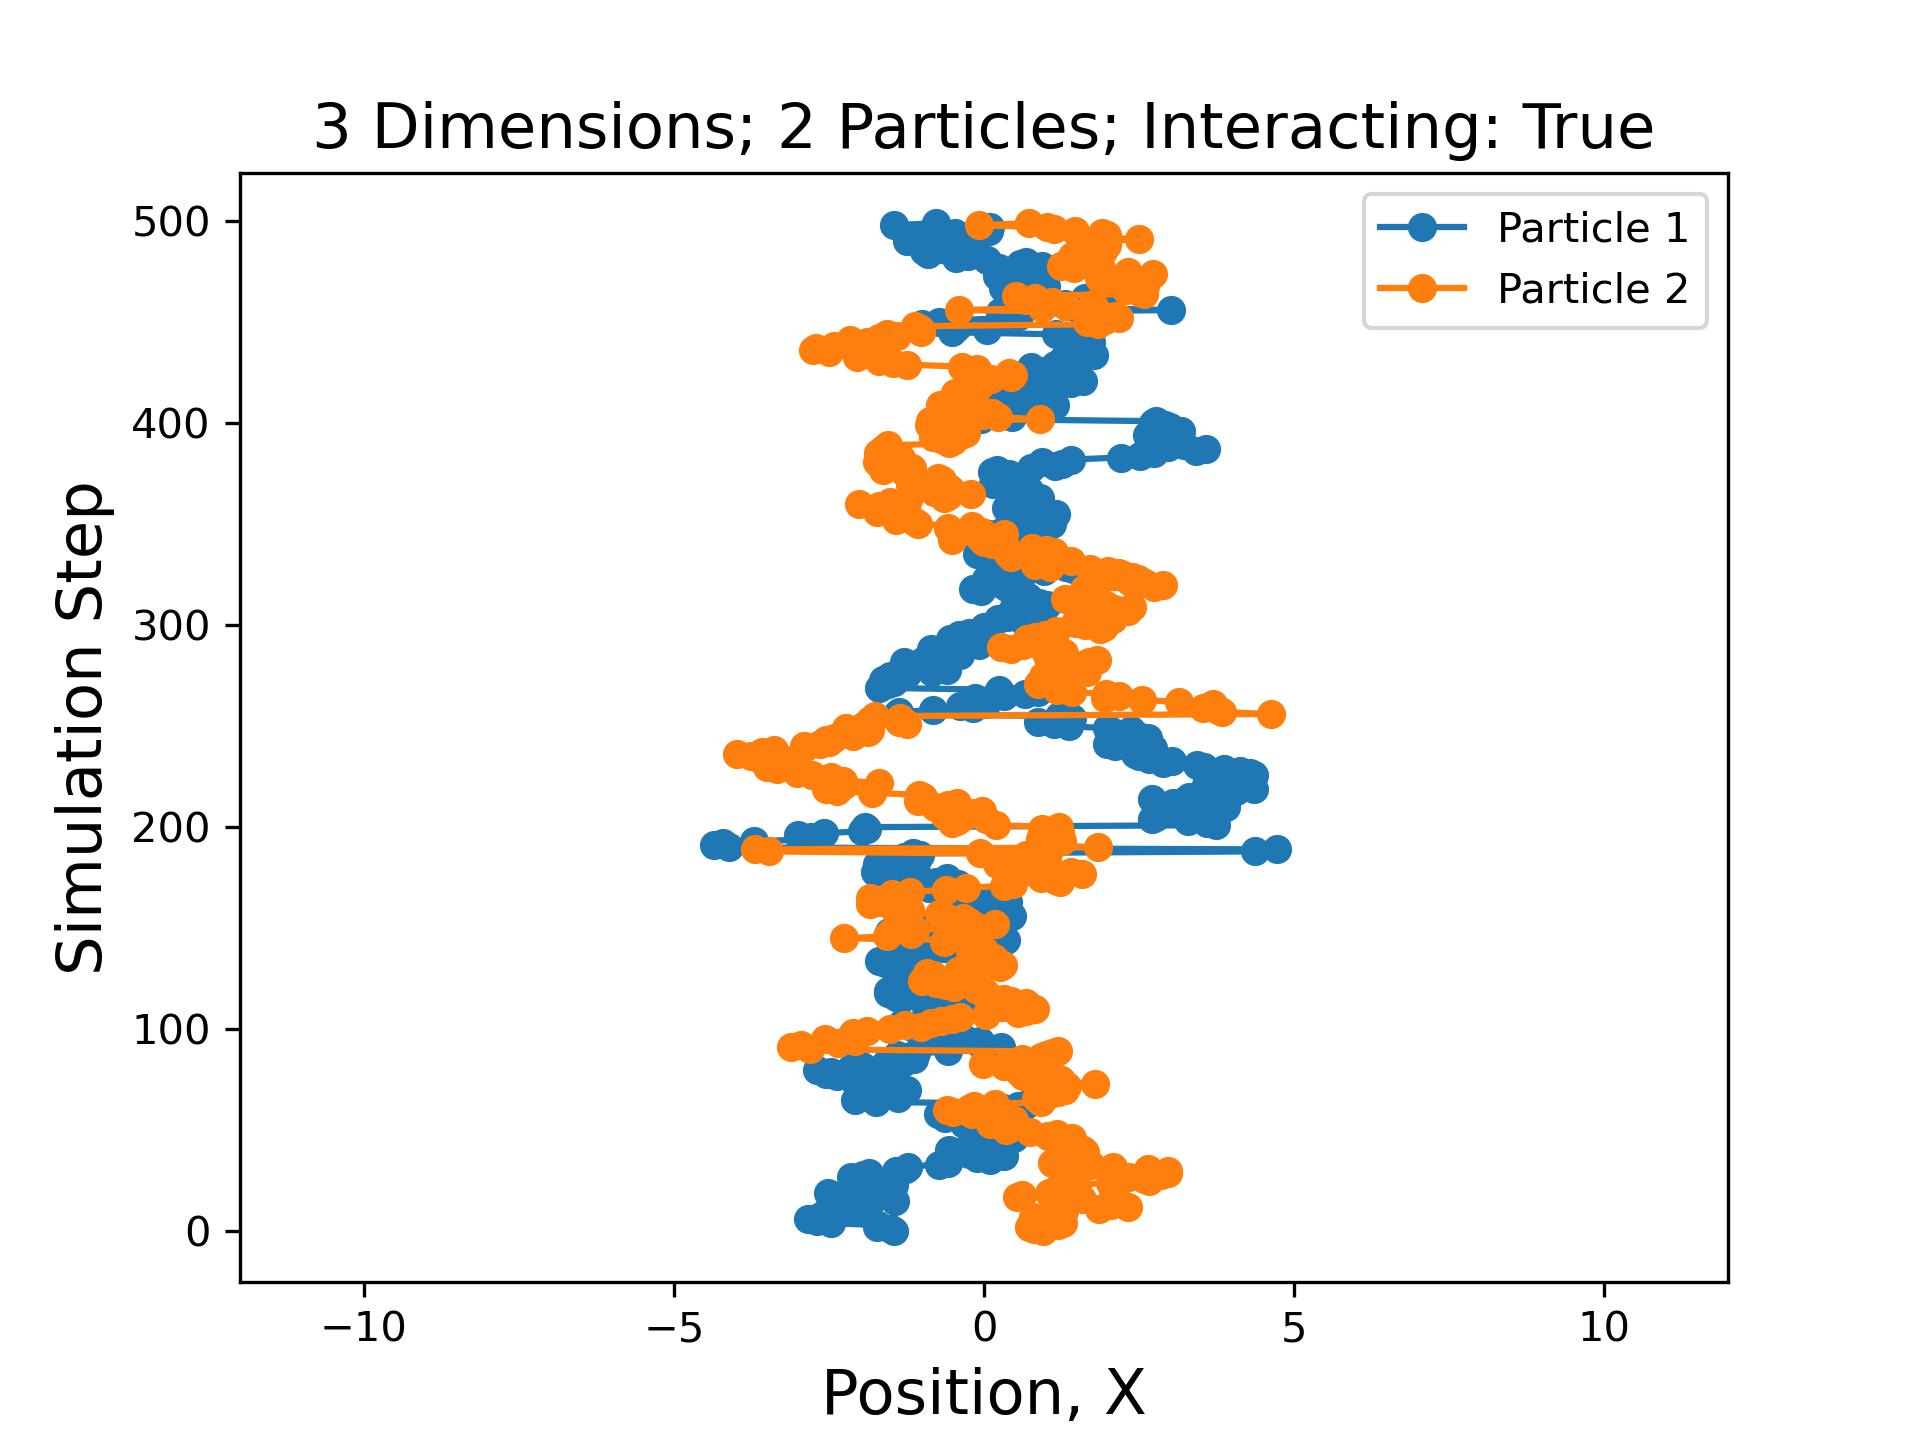 3 Dimensions; 2 Particles; Interacting: True
Particle 1
Particle 2
500
400
300
200
100
0
Simulation Step
−10
−5
0
5
10
Position, X